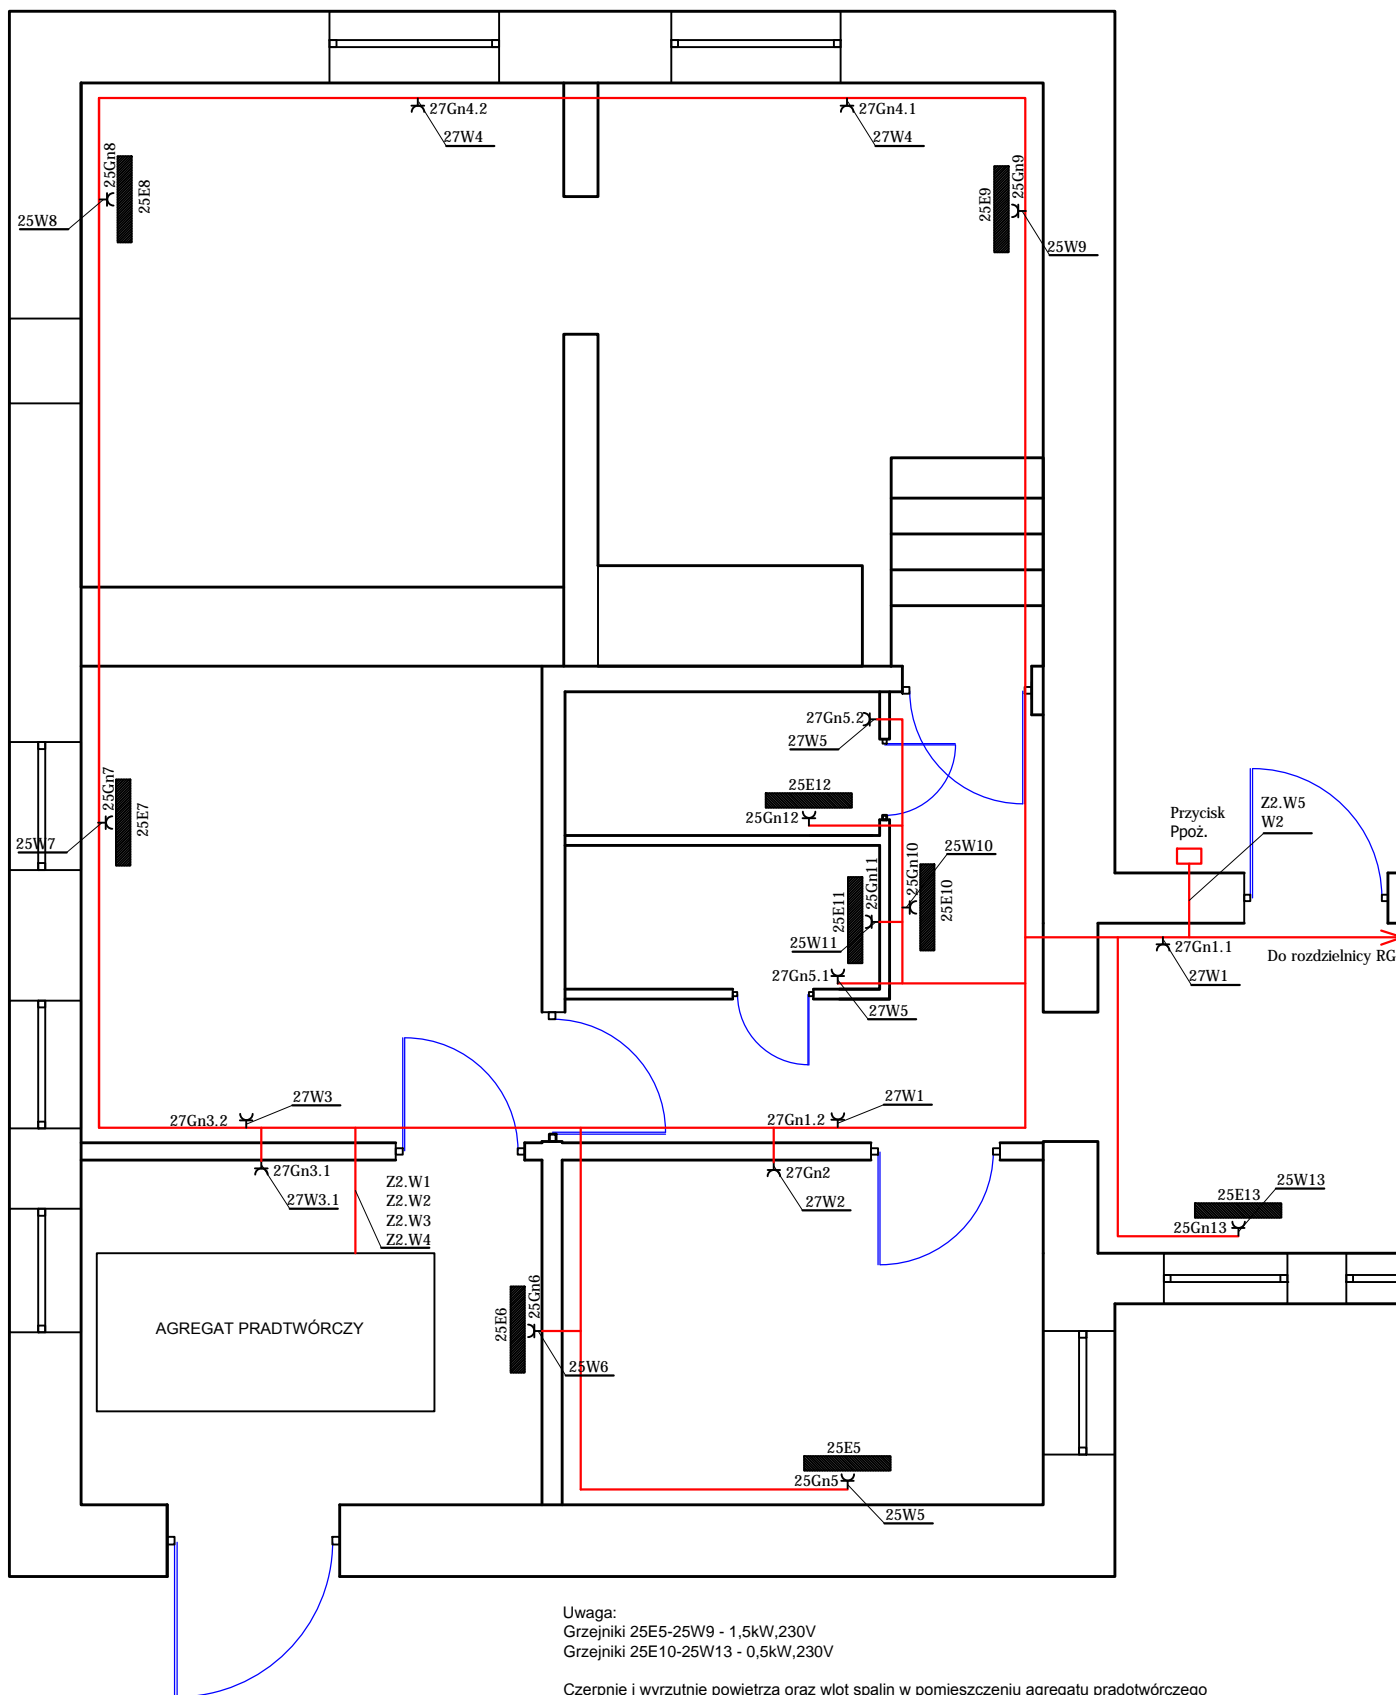 27Gn4.2
27Gn4.1
27W4
27W4
25Gn8
25E8
25W8
25E9
25Gn9
25W9
27Gn5.2
27W5
25E12
25Gn12
25Gn7
25E7
25W7
Przycisk
Ppoż.
Z2.W5
W2
25W10
25Gn10
25E10
25Gn11
25E11
25W11
27Gn1.1
Do rozdzielnicy RG
27W1
27Gn5.1
27W5
27W3
27Gn3.2
27W1
27Gn1.2
27Gn3.1
27W3.1
Z2.W1
Z2.W2
Z2.W3
Z2.W4
27Gn2
27W2
25W13
25E13
25Gn13
AGREGAT PRADTWÓRCZY
25E6
25Gn6
25W6
25E5
25Gn5
25W5
Uwaga:
Grzejniki 25E5-25W9 - 1,5kW,230V
Grzejniki 25E10-25W13 - 0,5kW,230V
Czerpnie i wyrzutnie powietrza oraz wlot spalin w pomieszczeniu agregatu pradotwórczego